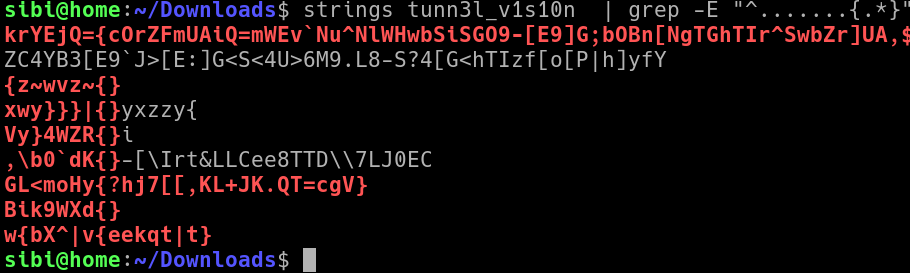 sibi@home:~/Downloads$ strings tunn3l_v1s10n  | grep -E "^.......{.*}"
krYEjQ={cOrZFmUAiQ=mWEv`Nu^NlWHwbSiSGO9-[E9]G;bOBn[NgTGhTIr^SwbZr]UA,$
ZC4YB3[E9`J>[E:]G<S<4U>6M9.L8-S?4[G<hTIzf[o[P|h]yfY
{z~wvz~{}
xwy}}}|{}yxzzy{
Vy}4WZR{}i
,\b0`dK{}-[\Irt&LLCee8TTD\\7LJ0EC
GL<moHy{?hj7[[,KL+JK.QT=cgV}
Bik9WXd{}
w{bX^|v{eekqt|t}
sibi@home:~/Downloads$